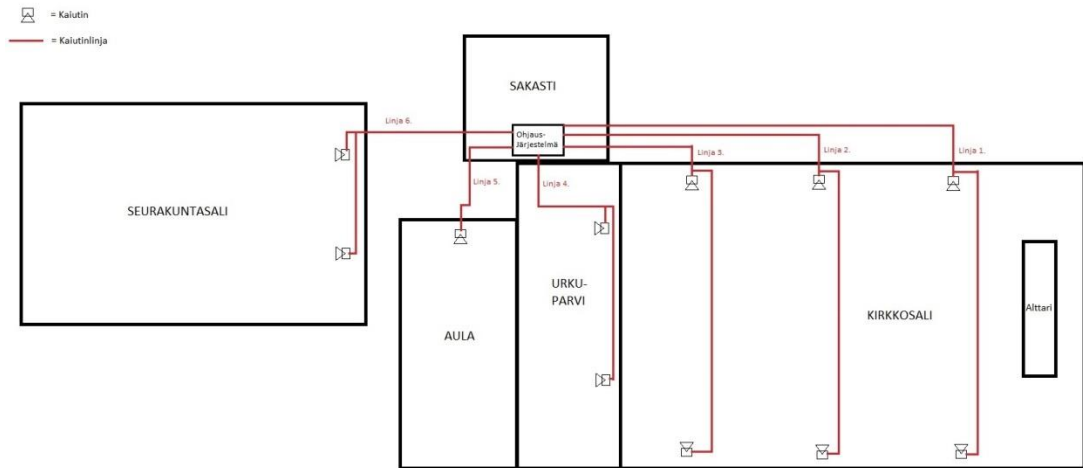 = Kaiutin
= Kaiutinlinja
SAKASTI
Linja 6.
Ohjaus-
Järjestelmä
Linja 3.
Linja 2.
Linja 1.
Linja 5.
Linja 4.
SEURAKUNTASALI
URKU-
PARVI
KIRKKOSALI
Alttari
AULA